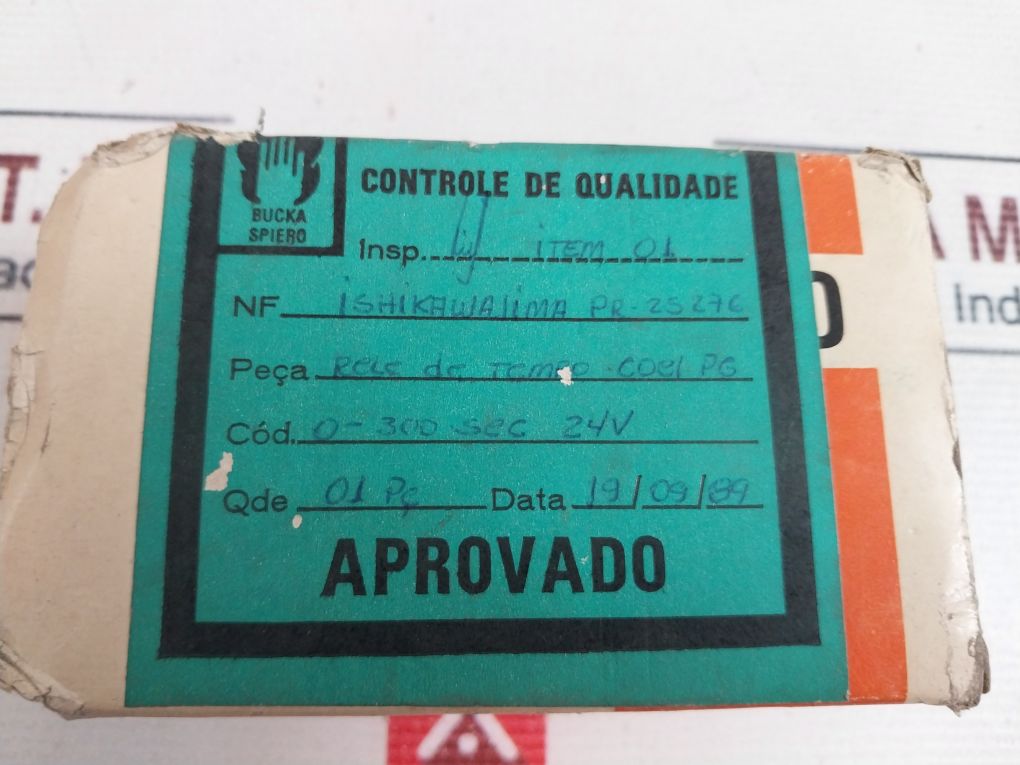 BUCKA
SPIERO
CONTROLE DE QUALIDADE
Insp. ITEM 01
NF ISHIKAWAJIMA PR-25276
Peça RELE de TEMPO COEL PG
Cód. 0-300 SEG 24V
Qde 01 Pç Data 19/09/89
APROVADO
Ind